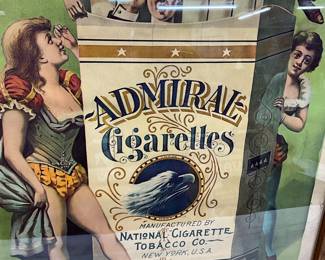 ADMIRAL
Cigarettes
MANUFACTURED BY
NATIONAL CIGARETTE
& TOBACCO CO.
NEW YORK, U.S.A.